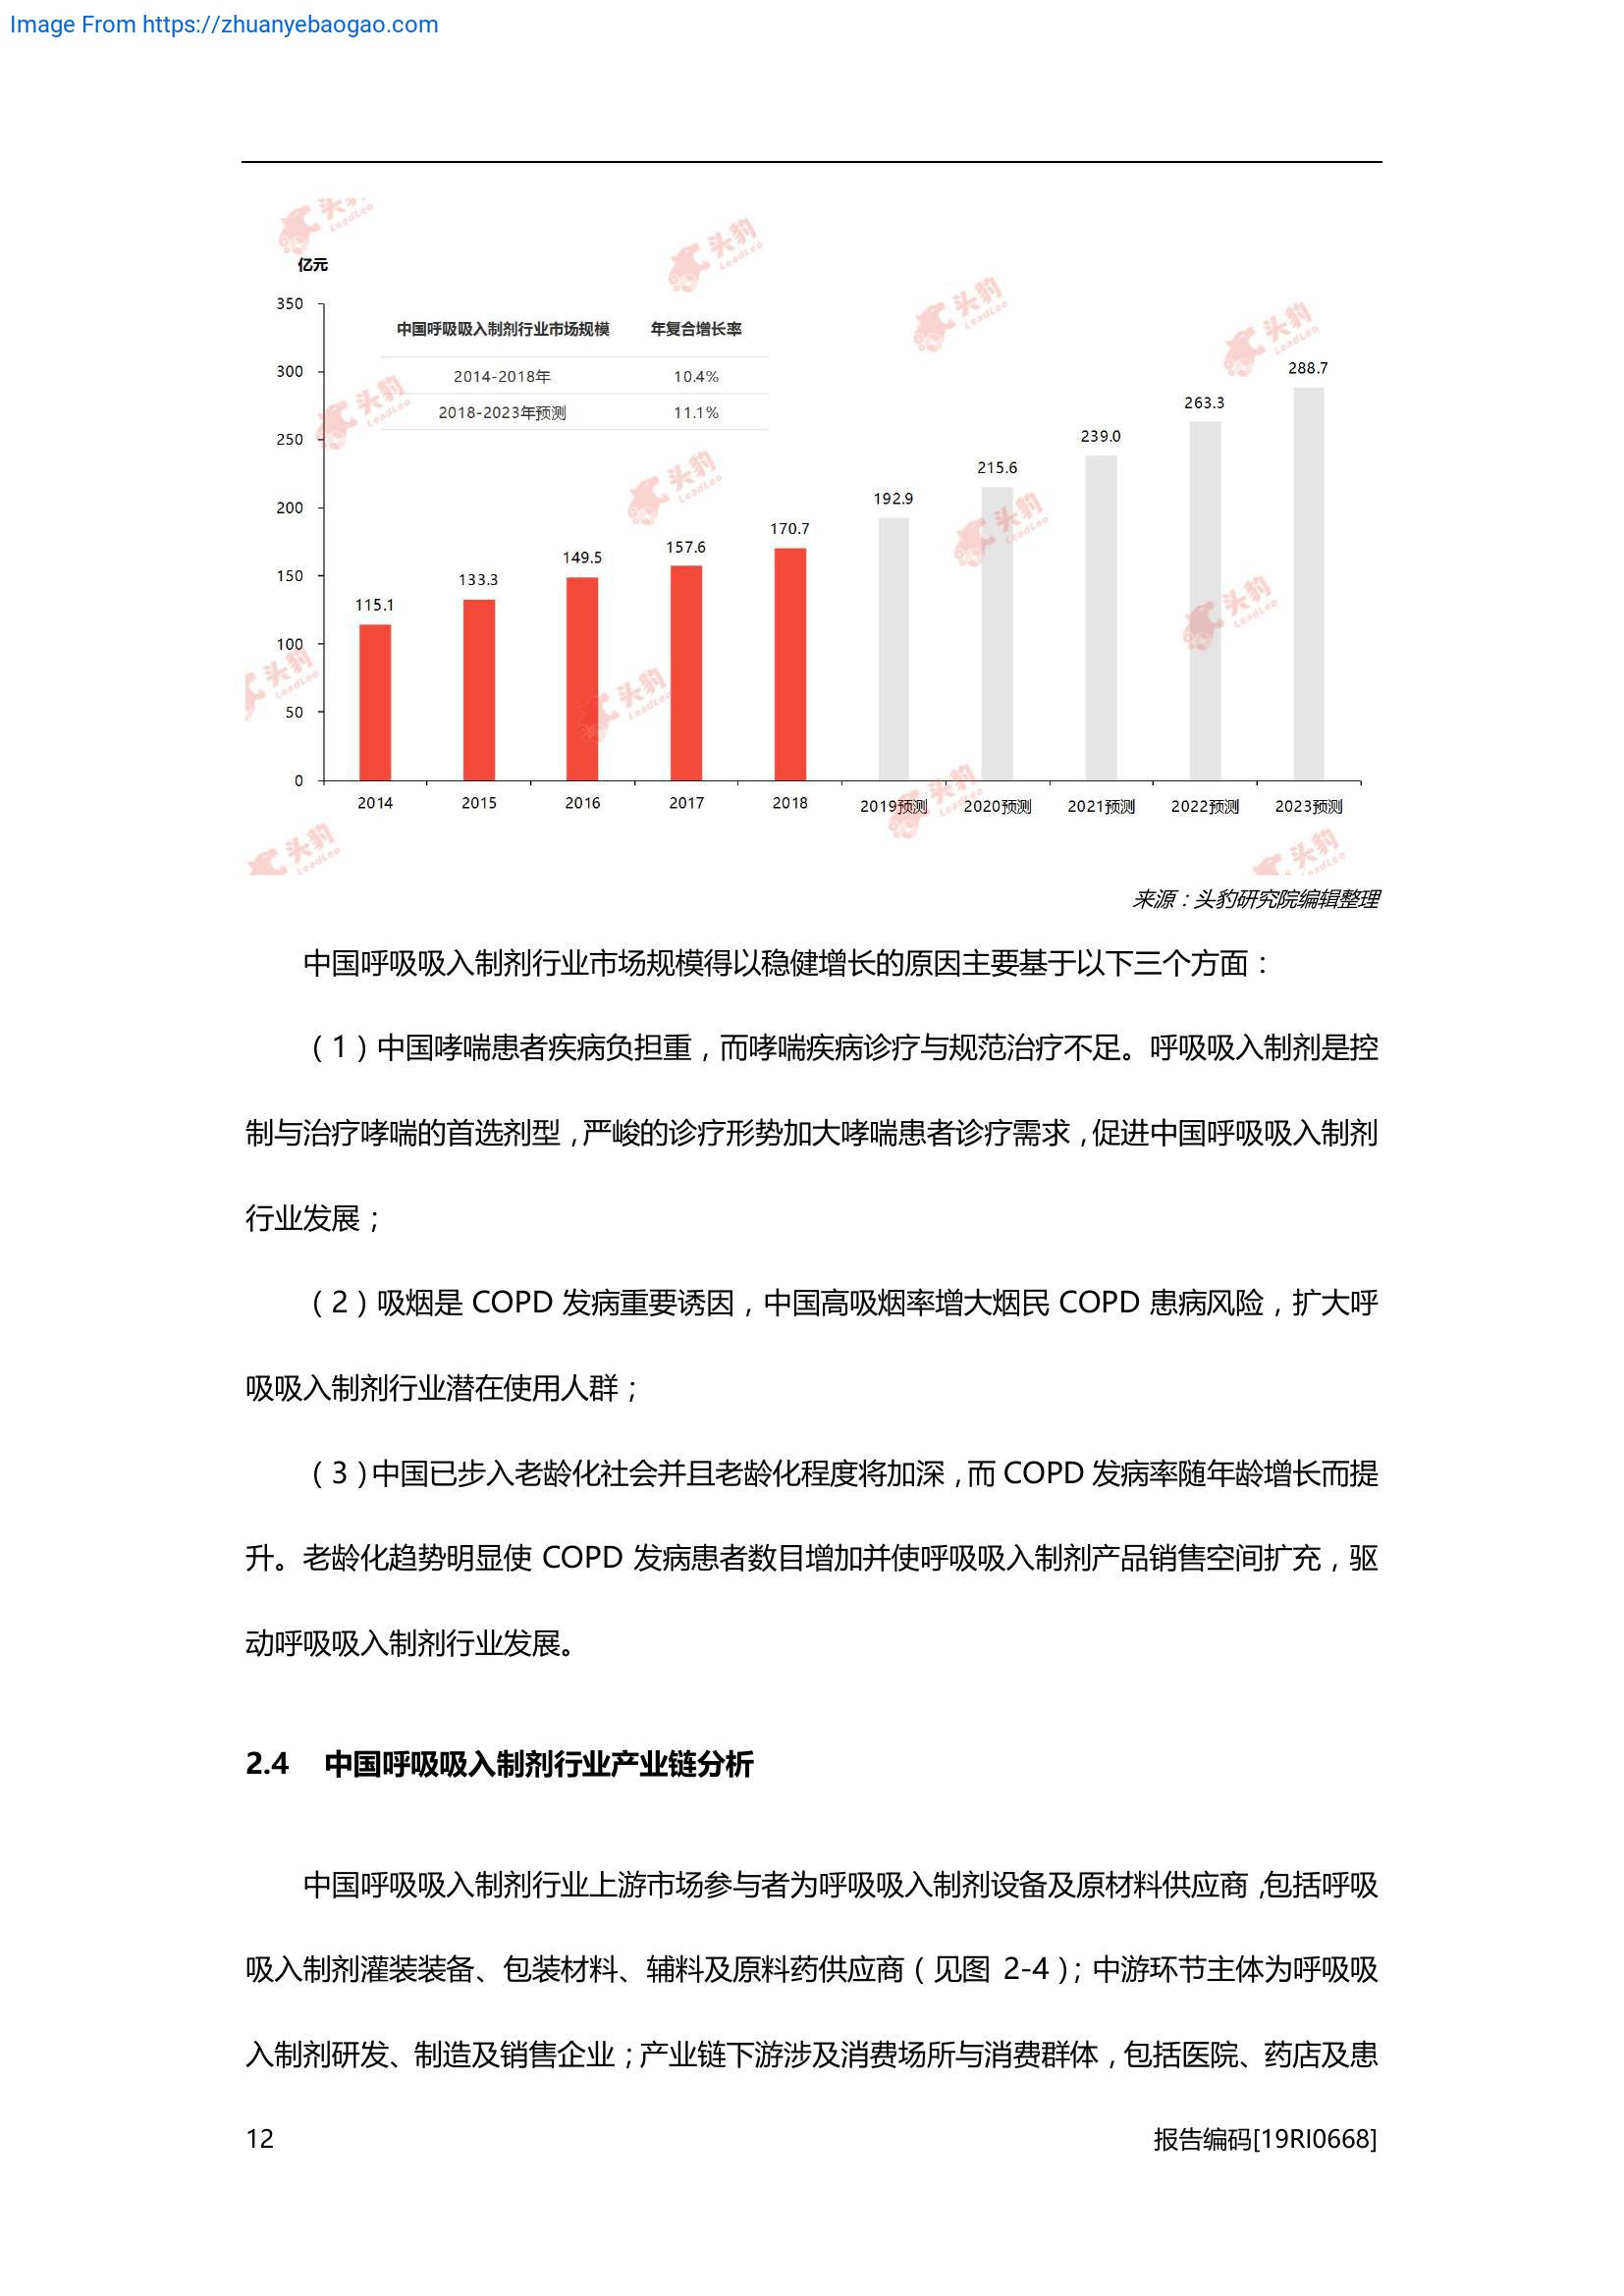 Image From https://zhuanyebaogao.com
亿元
350
300
250
200
150
100
50
0
中国呼吸吸入制剂行业市场规模 年复合增长率
2014-2018年 10.4%
2018-2023年预测 11.1%
115.1
133.3
149.5
157.6
170.7
192.9
215.6
239.0
263.3
288.7
2014 2015 2016 2017 2018 2019预测 2020预测 2021预测 2022预测 2023预测
头豹 LeadLeo
来源：头豹研究院编辑整理
中国呼吸吸入制剂行业市场规模得以稳健增长的原因主要基于以下三个方面：
（1）中国哮喘患者疾病负担重，而哮喘疾病诊疗与规范治疗不足。呼吸吸入制剂是控
制与治疗哮喘的首选剂型，严峻的诊疗形势加大哮喘患者诊疗需求，促进中国呼吸吸入制剂
行业发展；
（2）吸烟是 COPD 发病重要诱因，中国高吸烟率增大烟民 COPD 患病风险，扩大呼
吸吸入制剂行业潜在使用人群；
（3）中国已步入老龄化社会并且老龄化程度将加深，而 COPD 发病率随年龄增长而提
升。老龄化趋势明显使 COPD 发病患者数目增加并使呼吸吸入制剂产品销售空间扩充，驱
动呼吸吸入制剂行业发展。
2.4 中国呼吸吸入制剂行业产业链分析
中国呼吸吸入制剂行业上游市场参与者为呼吸吸入制剂设备及原材料供应商，包括呼吸
吸入制剂灌装装备、包装材料、辅料及原料药供应商（见图 2-4）；中游环节主体为呼吸吸
入制剂研发、制造及销售企业；产业链下游涉及消费场所与消费群体，包括医院、药店及患
12 报告编码[19RI0668]